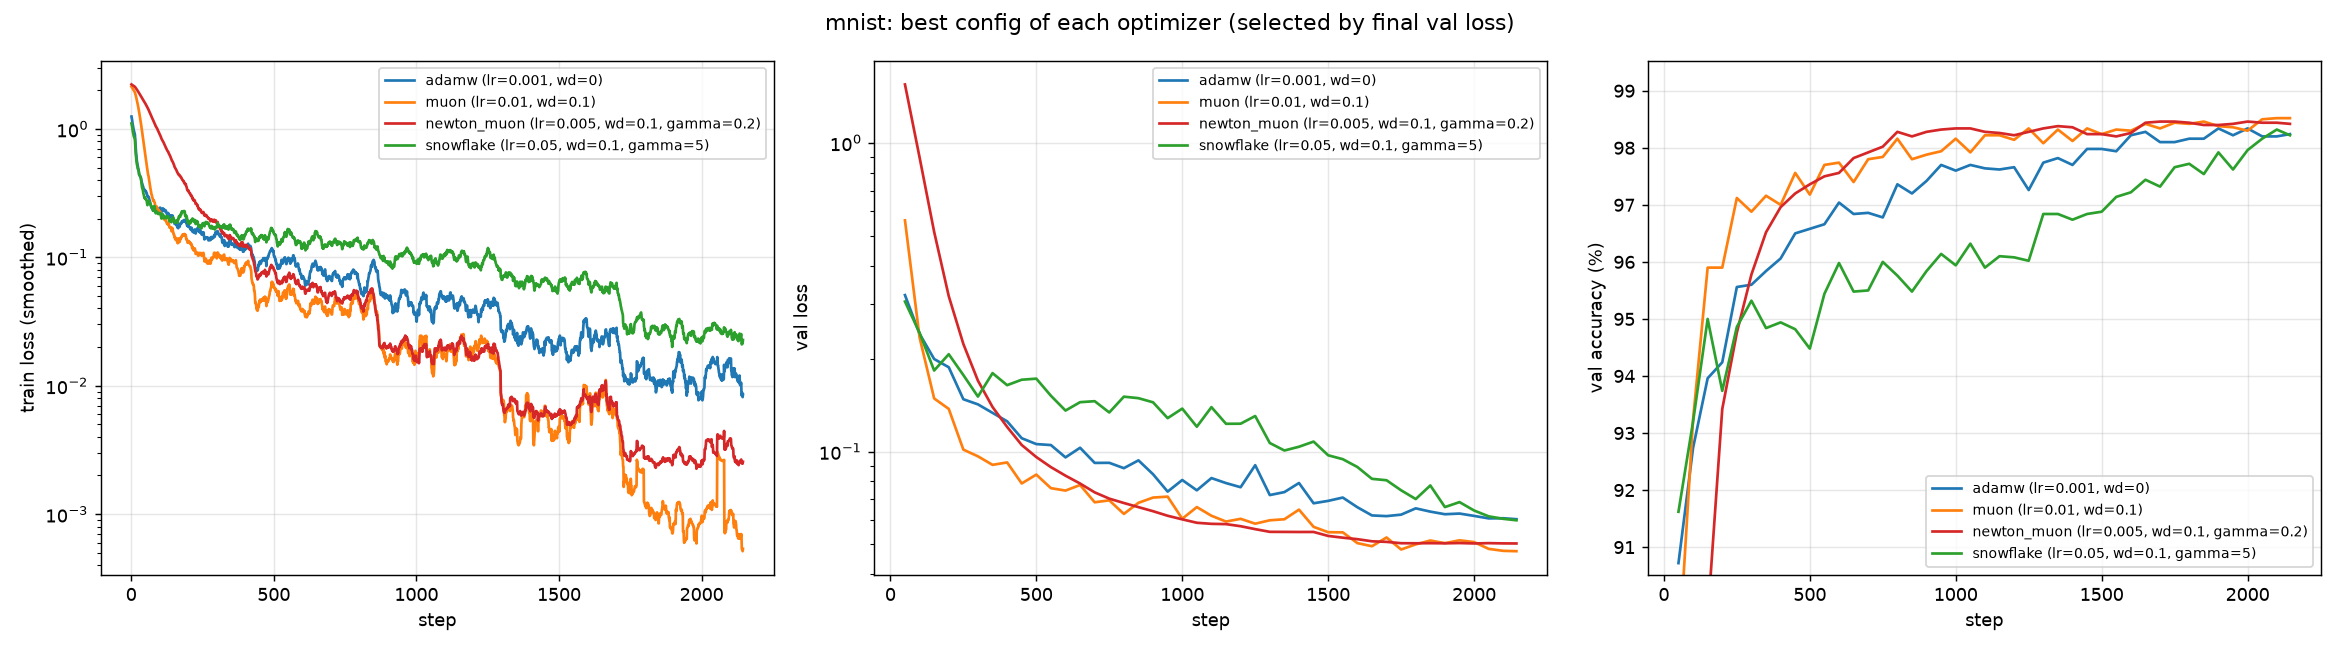 mnist: best config of each optimizer (selected by final val loss)
train loss (smoothed)
10⁰
10⁻¹
10⁻²
10⁻³
adamw (lr=0.001, wd=0)
muon (lr=0.01, wd=0.1)
newton_muon (lr=0.005, wd=0.1, gamma=0.2)
snowflake (lr=0.05, wd=0.1, gamma=5)
0 500 1000 1500 2000
step
val loss
10⁰
10⁻¹
adamw (lr=0.001, wd=0)
muon (lr=0.01, wd=0.1)
newton_muon (lr=0.005, wd=0.1, gamma=0.2)
snowflake (lr=0.05, wd=0.1, gamma=5)
0 500 1000 1500 2000
step
val accuracy (%)
99
98
97
96
95
94
93
92
91
adamw (lr=0.001, wd=0)
muon (lr=0.01, wd=0.1)
newton_muon (lr=0.005, wd=0.1, gamma=0.2)
snowflake (lr=0.05, wd=0.1, gamma=5)
0 500 1000 1500 2000
step